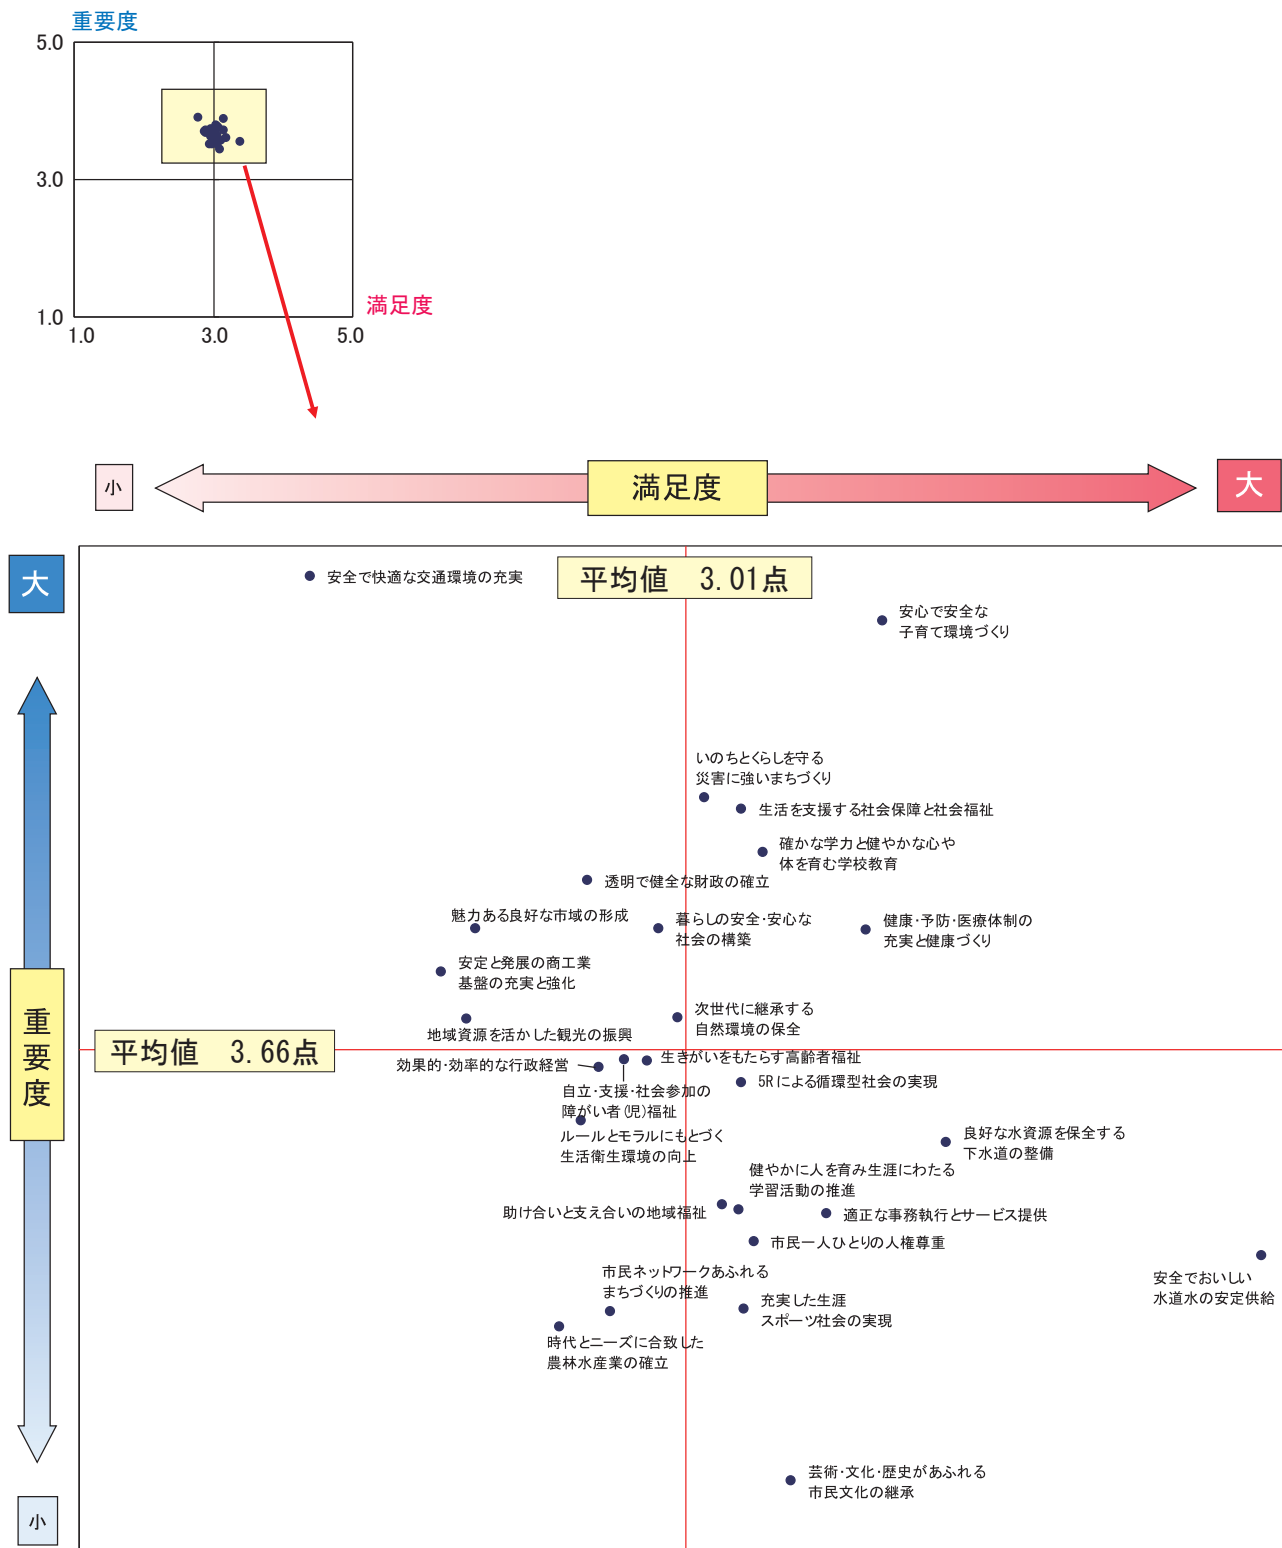 重要度
5.0
3.0
1.0
1.0
3.0
5.0
満足度
小
満足度
大
大
重要度
小
平均値 3.01点
平均値 3.66点
安全で快適な交通環境の充実
安心で安全な
子育て環境づくり
いのちとくらしを守る
災害に強いまちづくり
生活を支援する社会保障と社会福祉
確かな学力と健やかな心や
体を育む学校教育
透明で健全な財政の確立
魅力ある良好な市域の形成
暮らしの安全・安心な
社会の構築
健康・予防・医療体制の
充実と健康づくり
安定と発展の商工業
基盤の充実と強化
次世代に継承する
自然環境の保全
地域資源を活かした観光の振興
効果的・効率的な行政経営
生きがいをもたらす高齢者福祉
自立・支援・社会参加の
障がい者(児)福祉
5Rによる循環型社会の実現
ルールとモラルにもとづく
生活衛生環境の向上
良好な水資源を保全する
下水道の整備
健やかに人を育み生涯にわたる
学習活動の推進
助け合いと支え合いの地域福祉
適正な事務執行とサービス提供
市民一人ひとりの人権尊重
安全でおいしい
水道水の安定供給
市民ネットワークあふれる
まちづくりの推進
充実した生涯
スポーツ社会の実現
時代とニーズに合致した
農林水産業の確立
芸術・文化・歴史があふれる
市民文化の継承